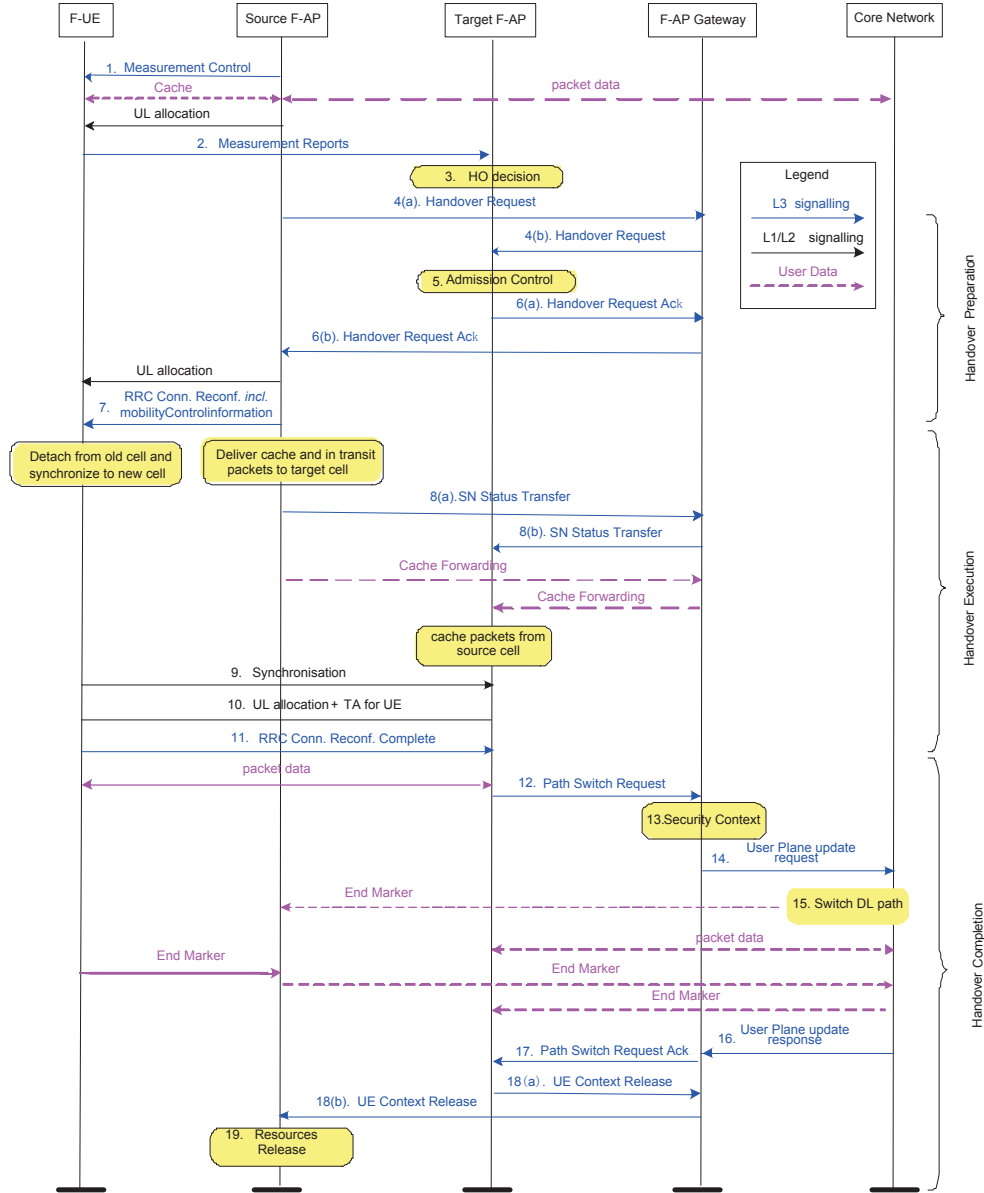 F-UE
Source F-AP
Target F-AP
F-AP Gateway
Core Network
1. Measurement Control
Cache
packet data
UL allocation
2. Measurement Reports
3. HO decision
Legend
L3 signalling
L1/L2 signalling
User Data
4(a). Handover Request
4(b). Handover Request
5. Admission Control
6(a). Handover Request Ack
6(b). Handover Request Ack
UL allocation
7. RRC Conn. Reconf. incl.
mobilityControlinformation
Handover Preparation
Detach from old cell and
synchronize to new cell
Deliver cache and in transit
packets to target cell
8(a).SN Status Transfer
8(b). SN Status Transfer
Cache Forwarding
Cache Forwarding
cache packets from
source cell
9. Synchronisation
10. UL allocation+ TA for UE
11. RRC Conn. Reconf. Complete
Handover Execution
packet data
12. Path Switch Request
13.Security Context
14. User Plane update
request
End Marker
15. Switch DL path
packet data
End Marker
End Marker
End Marker
16. User Plane update
response
17. Path Switch Request Ack
18(a). UE Context Release
18(b). UE Context Release
19. Resources
Release
Handover Completion